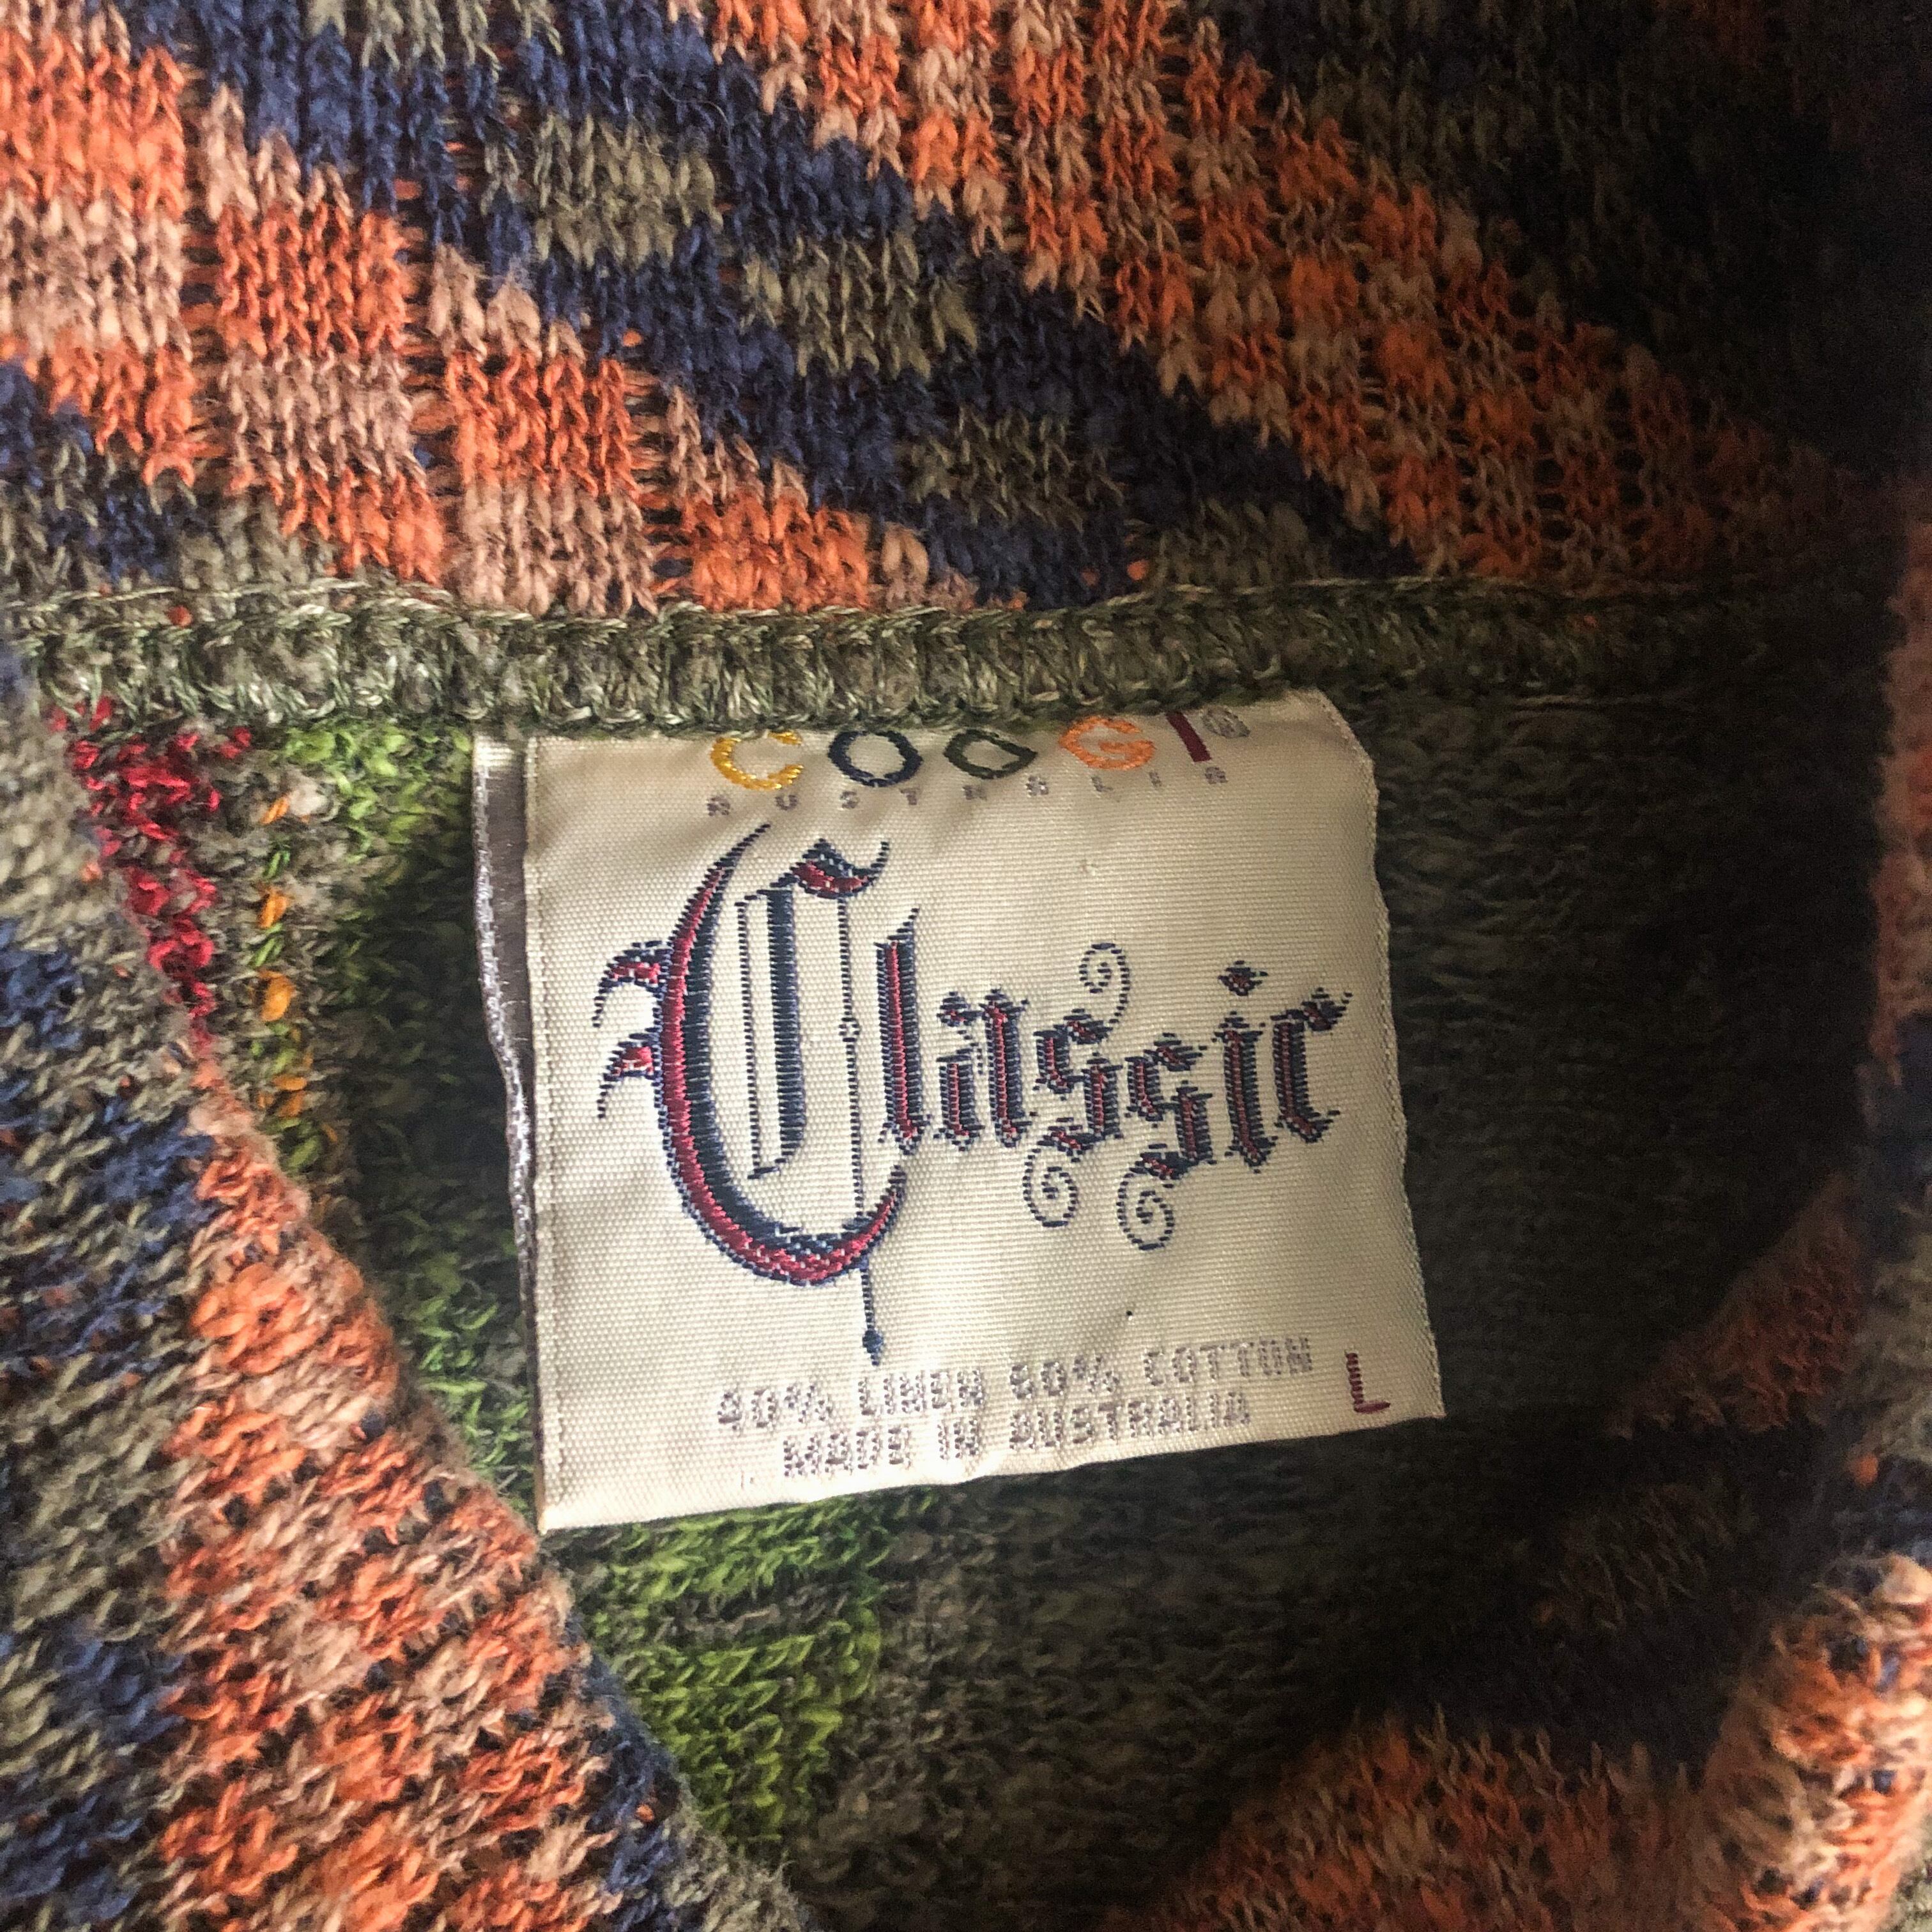 COOGI®
AUSTRALIA
Classic
40% LINEN 60% COTTON
MADE IN AUSTRALIA
L